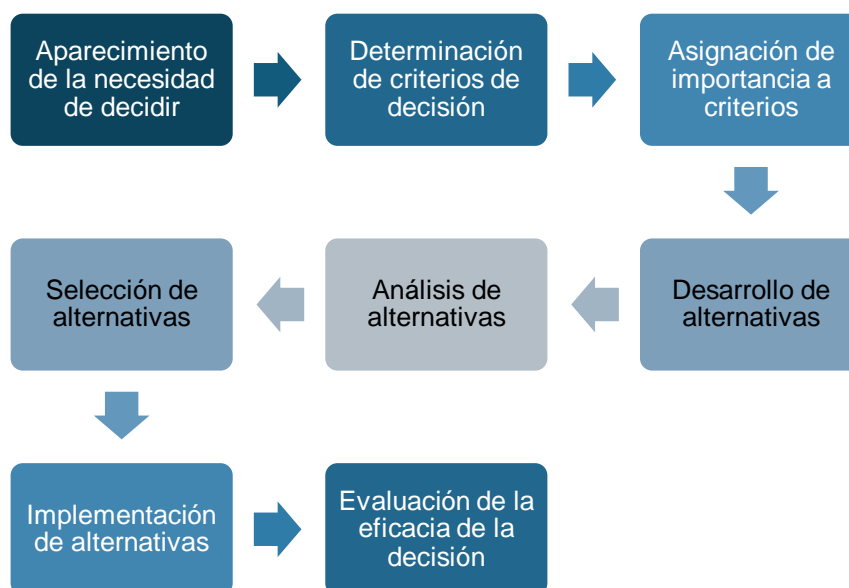 Aparecimiento
de la necesidad
de decidir
Determinación
de criterios de
decisión
Asignación de
importancia a
criterios
Desarrollo de
alternativas
Análisis de
alternativas
Selección de
alternativas
Implementación
de alternativas
Evaluación de la
eficacia de la
decisión